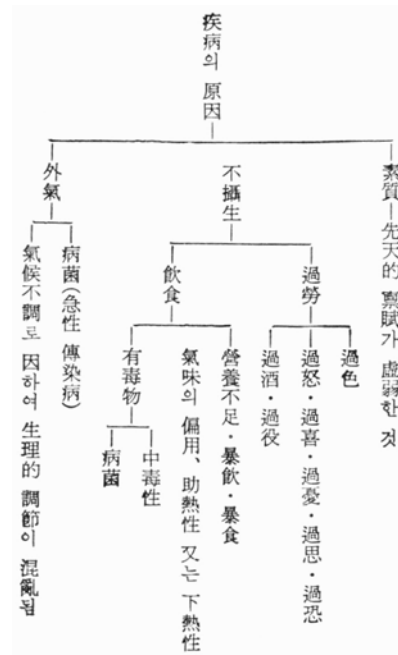 疾病의 原因
素質 — 先天的 禀賦가 虛弱한 것
不攝生
過勞
過色
過怒・過喜・過憂・過思・過恐
過酒・過役
飮食
營養不足・暴飮・暴食
氣味의 偏用、助熱性 又는 下熱性
有毒物
中毒性
病菌
外氣
病菌(急性 傳染病)
氣候不調로 因하여 生理的 調節이 混亂됨